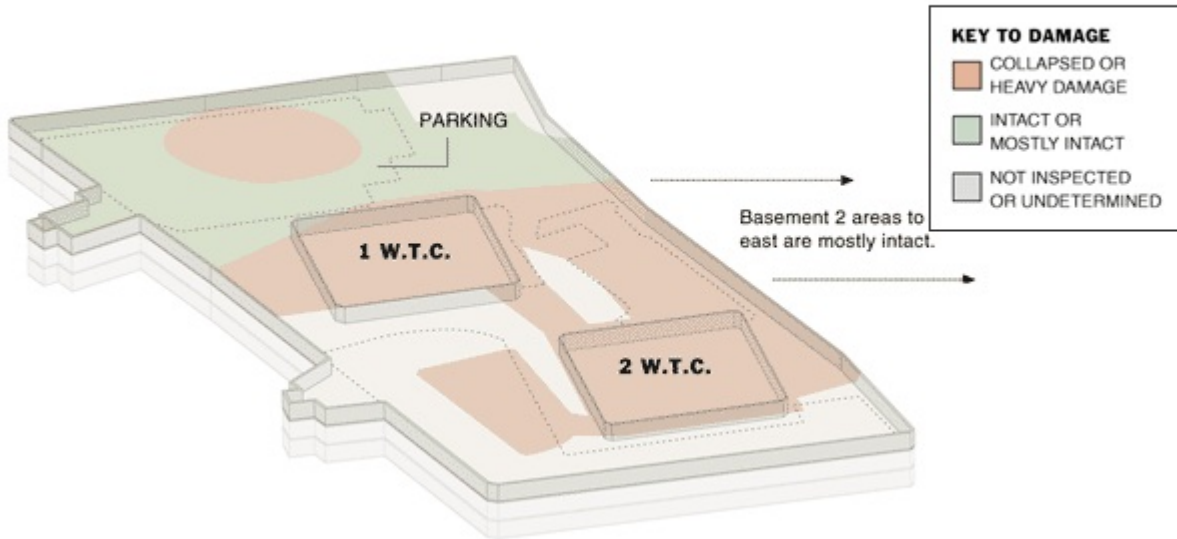 KEY TO DAMAGE
COLLAPSED OR
HEAVY DAMAGE
INTACT OR
MOSTLY INTACT
NOT INSPECTED
OR UNDETERMINED
PARKING
Basement 2 areas to
east are mostly intact.
1 W.T.C.
2 W.T.C.